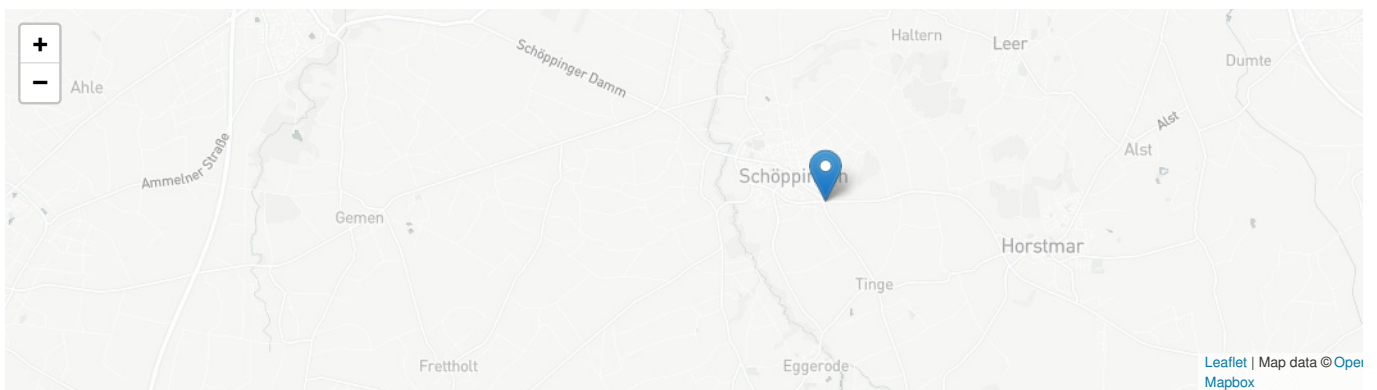 +
−
Ahle
Schöppinger Damm
Haltern
Leer
Dumte
Ammelner Straße
Alst
Alst
Gemen
Horstmar
Tinge
Frettholt
Eggerode
Leaflet | Map data ©
Mapbox